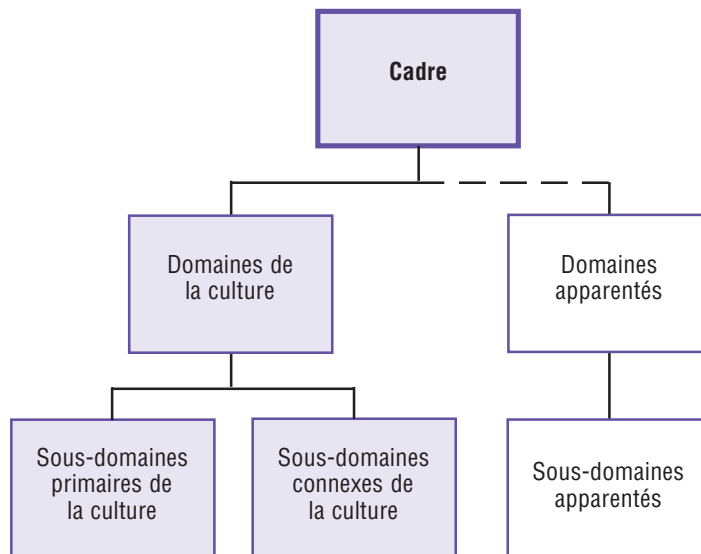 Cadre
Domaines de
la culture
Domaines
apparentés
Sous-domaines
primaires de
la culture
Sous-domaines
connexes de
la culture
Sous-domaines
apparentés